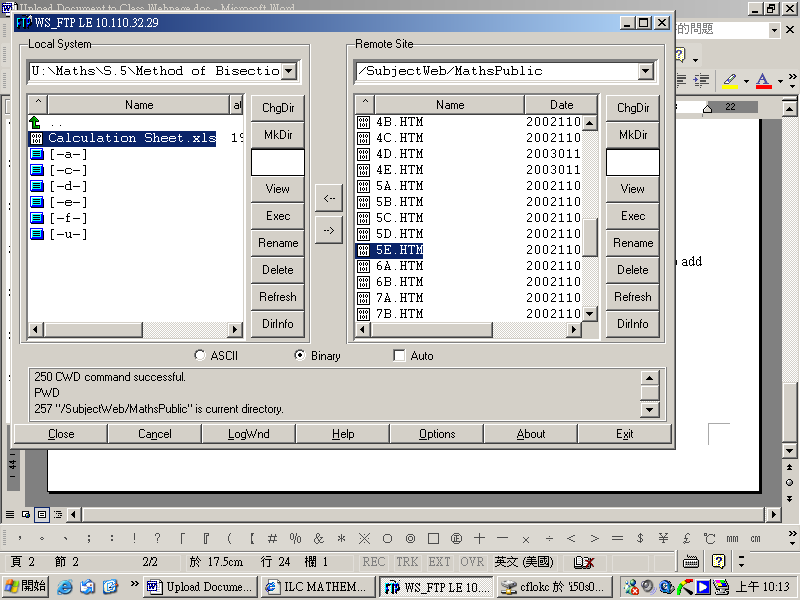 Upload Document to Class Webpage.doc - Microsoft Word
WS_FTP LE 10.110.32.29
的問題
Local System
Remote Site
U:\Maths\S.5\Method of Bisectio
/SubjectWeb/MathsPublic
^ Name
^ Name Date
ChgDir
MkDir
View
Exec
Rename
Delete
Refresh
DirInfo
..
Calculation Sheet.xls 19
[-a-]
[-c-]
[-d-]
[-e-]
[-f-]
[-u-]
<--
-->
4B.HTM 2002110
4C.HTM 2002110
4D.HTM 2003011
4E.HTM 2003011
5A.HTM 2002110
5B.HTM 2002110
5C.HTM 2002110
5D.HTM 2002110
5E.HTM 2002110
6A.HTM 2002110
6B.HTM 2002110
7A.HTM 2002110
7B.HTM 2002110
ChgDir
MkDir
View
Exec
Rename
Delete
Refresh
DirInfo
22
add
ASCII Binary Auto
250 CWD command successful.
PWD
257 "/SubjectWeb/MathsPublic" is current directory.
Close Cancel LogWnd Help Options About Exit
44
, 。 、 ; : ! ? 「 『 ( 【 # % & * ※ ○ ◎ □ ㊣ + - × ÷ < > = $ ¥ £ ℃ mm cm
頁 2 節 2 2/2 於 17.5cm 行 24 欄 1 REC TRK EXT OVR 英文 (美國)
開始 Upload Docume... ILC MATHEM... WS_FTP LE 10.... cflokc 於 \50s0... 上午 10:13